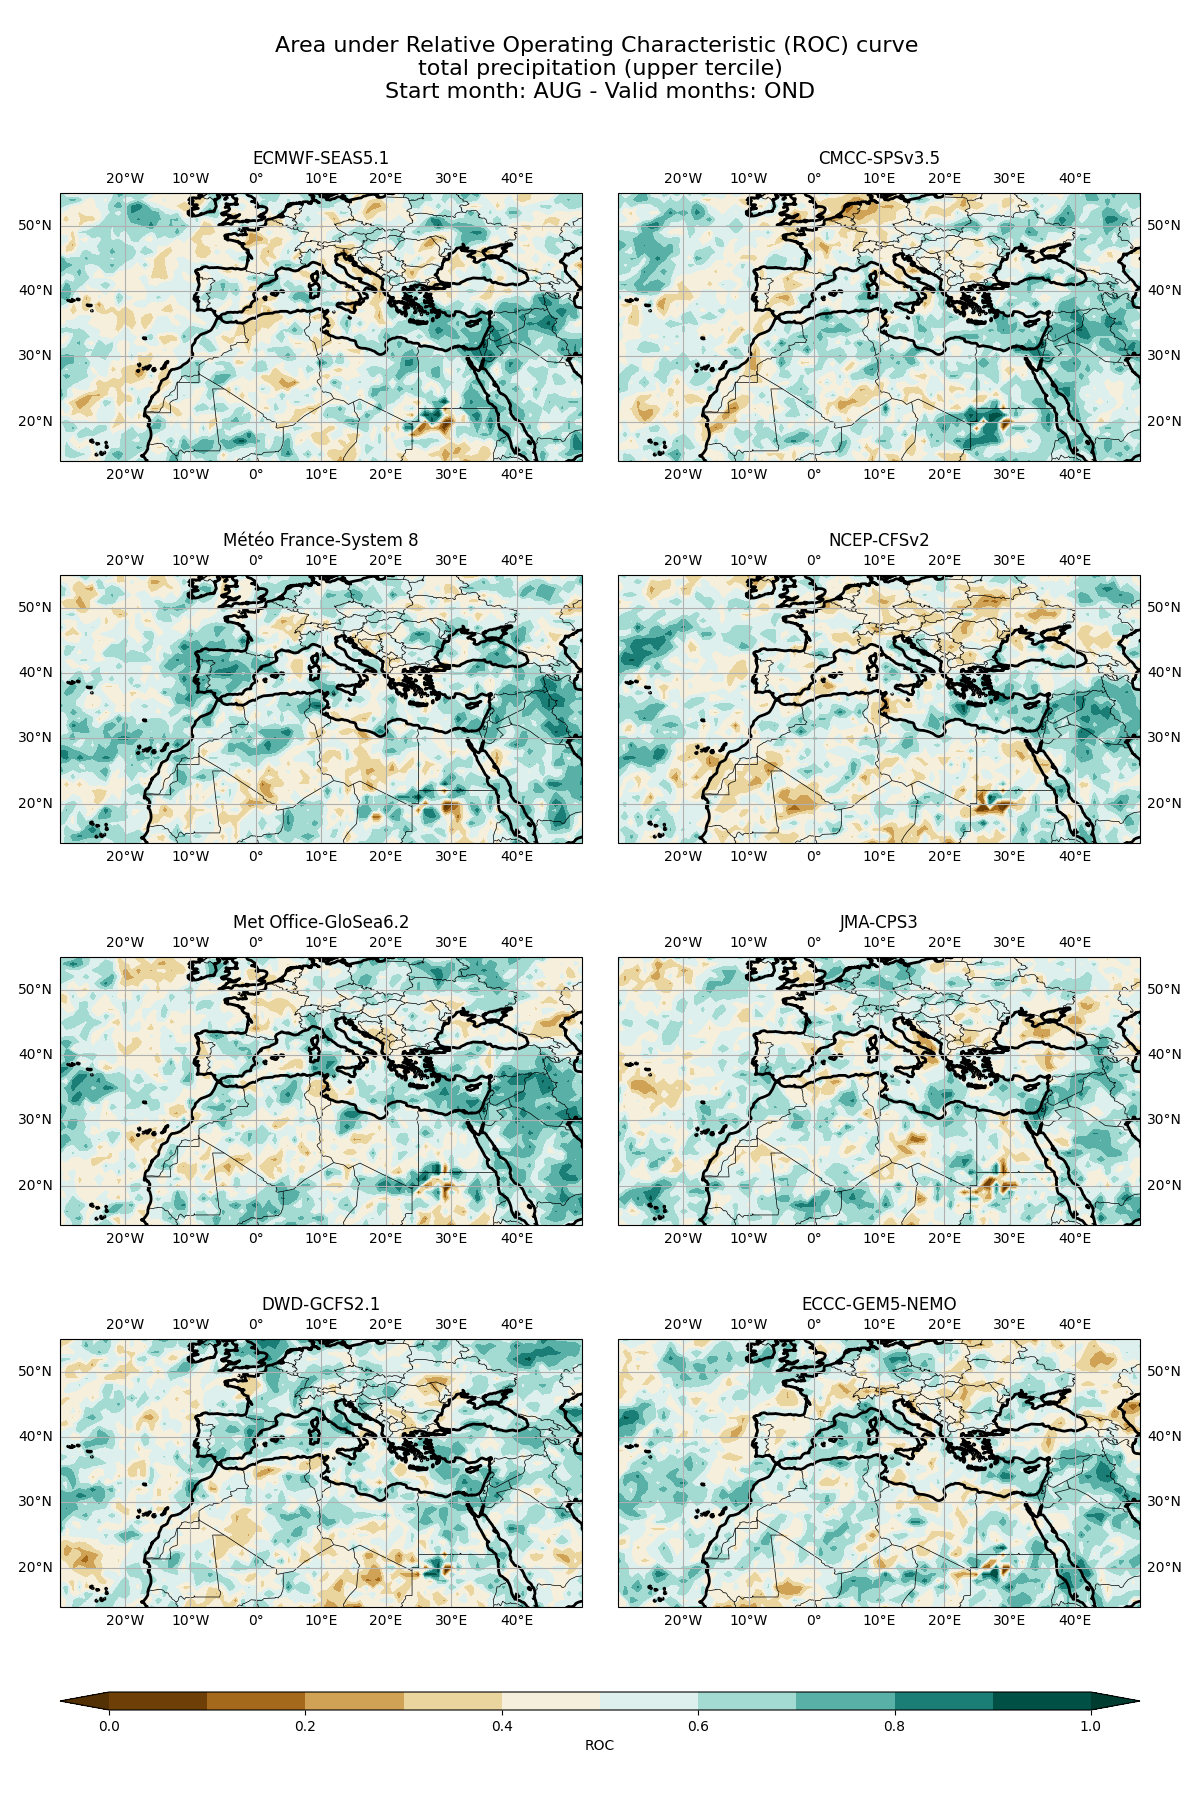 Area under Relative Operating Characteristic (ROC) curve
total precipitation (upper tercile)
Start month: AUG - Valid months: OND
ECMWF-SEAS5.1
20°W 10°W 0° 10°E 20°E 30°E 40°E
50°N
40°N
30°N
20°N
20°W 10°W 0° 10°E 20°E 30°E 40°E
CMCC-SPSv3.5
20°W 10°W 0° 10°E 20°E 30°E 40°E
50°N
40°N
30°N
20°N
20°W 10°W 0° 10°E 20°E 30°E 40°E
Météo France-System 8
20°W 10°W 0° 10°E 20°E 30°E 40°E
50°N
40°N
30°N
20°N
20°W 10°W 0° 10°E 20°E 30°E 40°E
NCEP-CFSv2
20°W 10°W 0° 10°E 20°E 30°E 40°E
50°N
40°N
30°N
20°N
20°W 10°W 0° 10°E 20°E 30°E 40°E
Met Office-GloSea6.2
20°W 10°W 0° 10°E 20°E 30°E 40°E
50°N
40°N
30°N
20°N
20°W 10°W 0° 10°E 20°E 30°E 40°E
JMA-CPS3
20°W 10°W 0° 10°E 20°E 30°E 40°E
50°N
40°N
30°N
20°N
20°W 10°W 0° 10°E 20°E 30°E 40°E
DWD-GCFS2.1
20°W 10°W 0° 10°E 20°E 30°E 40°E
50°N
40°N
30°N
20°N
20°W 10°W 0° 10°E 20°E 30°E 40°E
ECCC-GEM5-NEMO
20°W 10°W 0° 10°E 20°E 30°E 40°E
50°N
40°N
30°N
20°N
20°W 10°W 0° 10°E 20°E 30°E 40°E
0.0 0.2 0.4 0.6 0.8 1.0
ROC